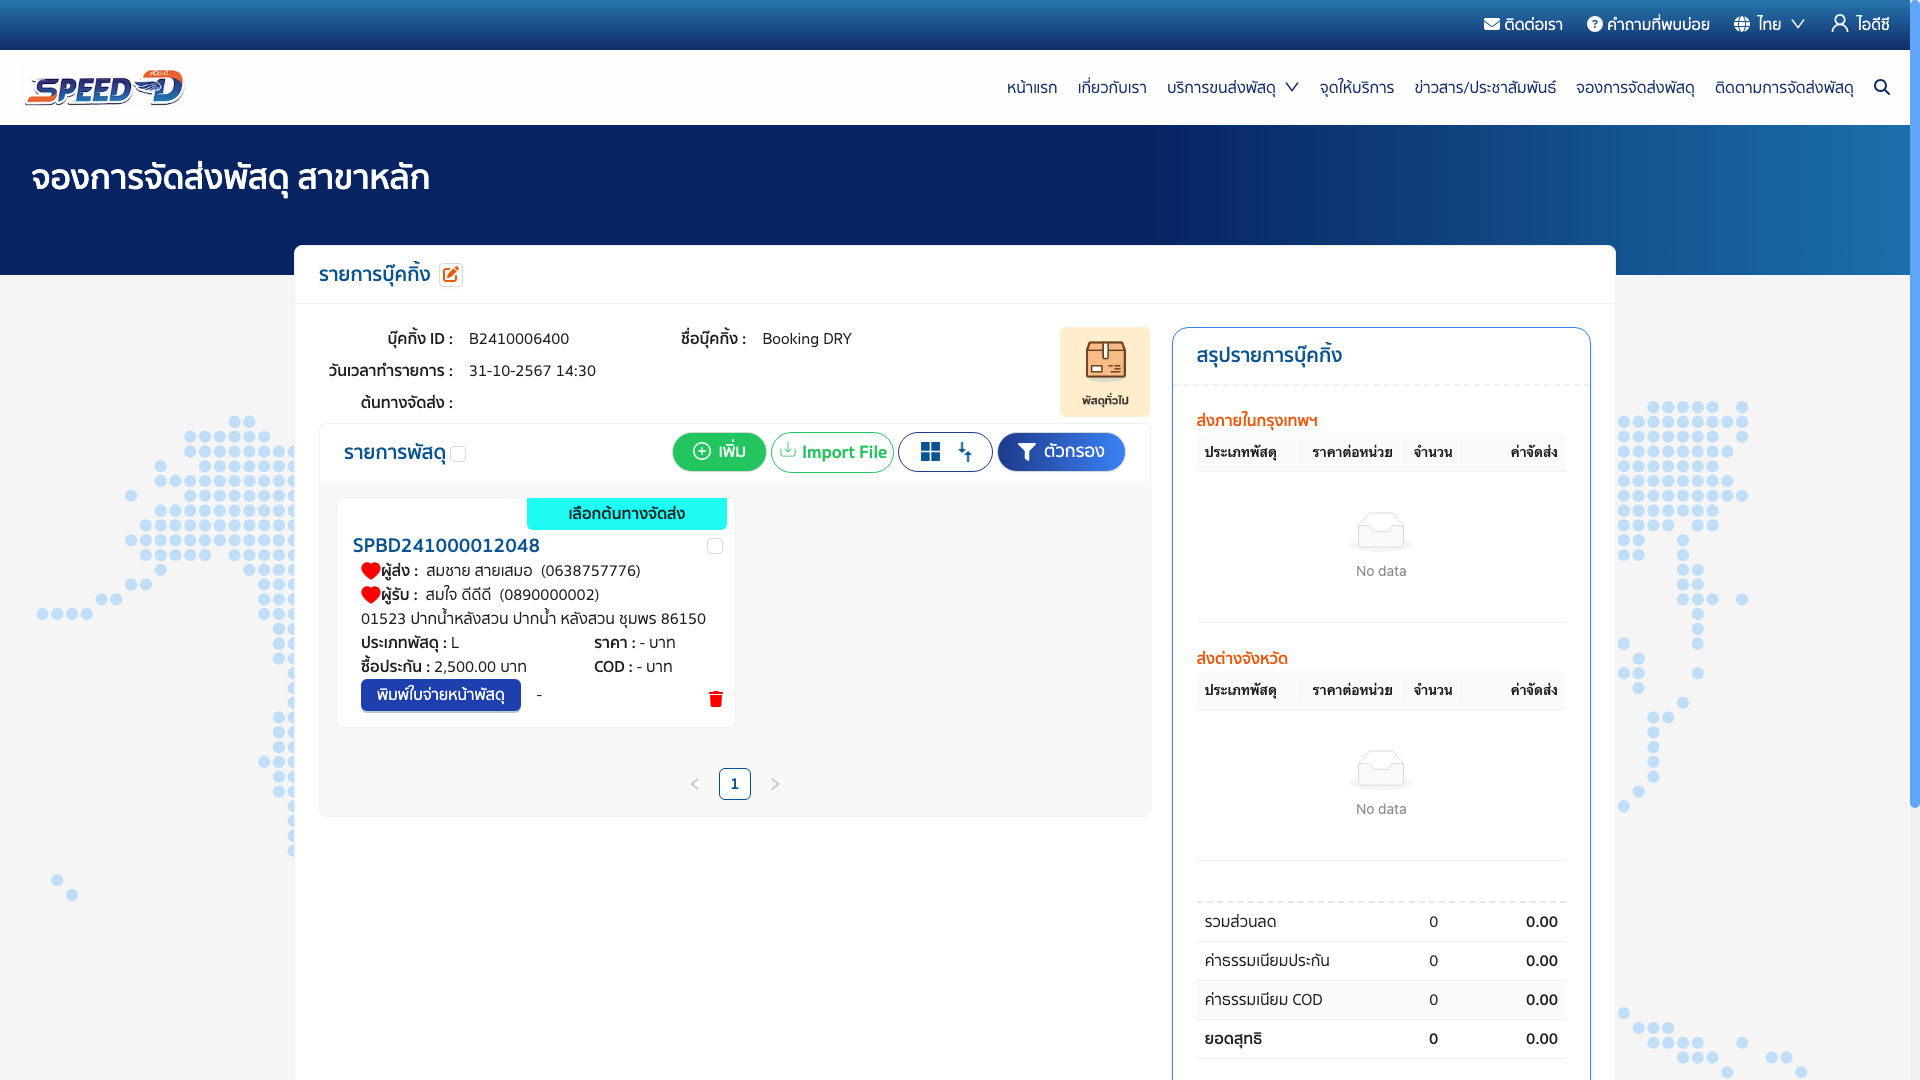 ติดต่อเรา คำถามที่พบบ่อย ไทย ไอดีซี
SPEED-D
หน้าแรก เกี่ยวกับเรา บริการขนส่งพัสดุ จุดให้บริการ ข่าวสาร/ประชาสัมพันธ์ จองการจัดส่งพัสดุ ติดตามการจัดส่งพัสดุ
จองการจัดส่งพัสดุ สาขาหลัก
รายการบุ๊คกิ้ง
บุ๊คกิ้ง ID : B2410006400 ชื่อบุ๊คกิ้ง : Booking DRY
วันเวลาทำรายการ : 31-10-2567 14:30
ต้นทางจัดส่ง :
พัสดุทั่วไป
รายการพัสดุ เพิ่ม Import File ตัวกรอง
เลือกต้นทางจัดส่ง
SPBD241000012048
ผู้ส่ง : สมชาย สายเสมอ (0638757776)
ผู้รับ : สมใจ ดีดีดี (0890000002)
01523 ปากน้ำหลังสวน ปากน้ำ หลังสวน ชุมพร 86150
ประเภทพัสดุ : L ราคา : - บาท
ซื้อประกัน : 2,500.00 บาท COD : - บาท
พิมพ์ใบจ่ายหน้าพัสดุ -
1
สรุปรายการบุ๊คกิ้ง
ส่งภายในกรุงเทพฯ
ประเภทพัสดุ ราคาต่อหน่วย จำนวน ค่าจัดส่ง
No data
ส่งต่างจังหวัด
ประเภทพัสดุ ราคาต่อหน่วย จำนวน ค่าจัดส่ง
No data
รวมส่วนลด 0 0.00
ค่าธรรมเนียมประกัน 0 0.00
ค่าธรรมเนียม COD 0 0.00
ยอดสุทธิ 0 0.00